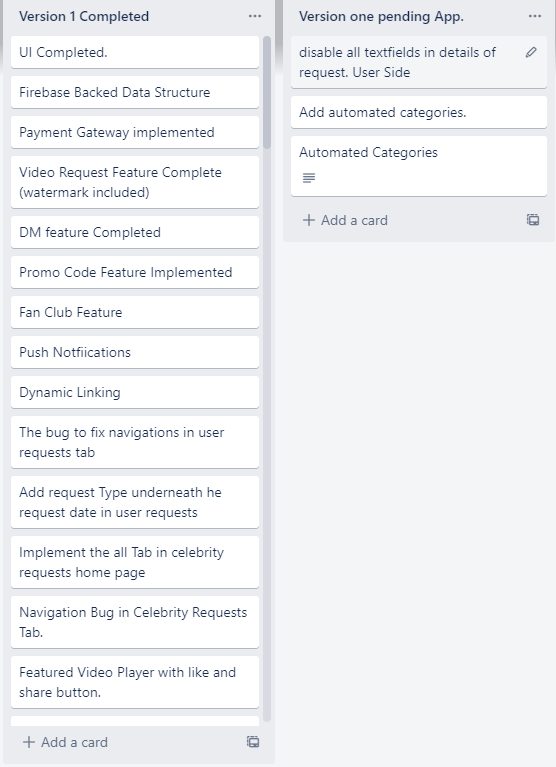 Version 1 Completed
UI Completed.
Firebase Backed Data Structure
Payment Gateway implemented
Video Request Feature Complete
(watermark included)
DM feature Completed
Promo Code Feature Implemented
Fan Club Feature
Push Notfiications
Dynamic Linking
The bug to fix navigations in user
requests tab
Add request Type underneath he
request date in user requests
Implement the all Tab in celebrity
requests home page
Navigation Bug in Celebrity Requests
Tab.
Featured Video Player with like and
share button.
+ Add a card
Version one pending App.
disable all textfields in details of
request. User Side
Add automated categories.
Automated Categories
+ Add a card